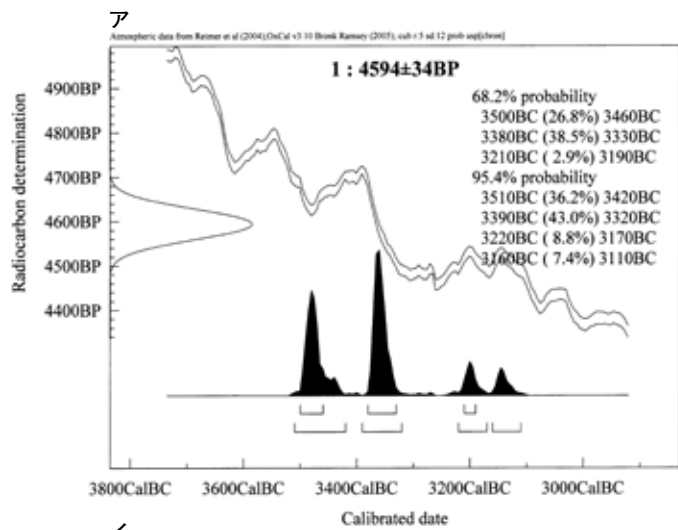 ア
Atmospheric data from Reimer et al (2004);OxCal v3.10 Bronk Ramsey (2005); cub r:5 sd:12 prob usp[chron]
1 : 4594±34BP
68.2% probability
3500BC (26.8%) 3460BC
3380BC (38.5%) 3330BC
3210BC ( 2.9%) 3190BC
95.4% probability
3510BC (36.2%) 3420BC
3390BC (43.0%) 3320BC
3220BC ( 8.8%) 3170BC
3160BC ( 7.4%) 3110BC
Radiocarbon determination
4900BP
4800BP
4700BP
4600BP
4500BP
4400BP
3800CalBC 3600CalBC 3400CalBC 3200CalBC 3000CalBC
Calibrated date